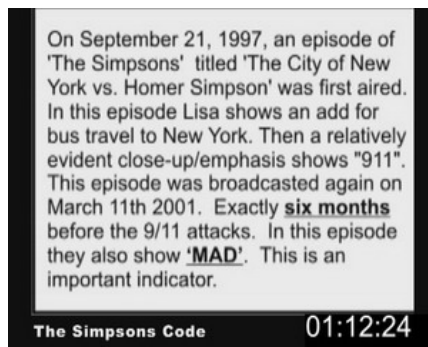 On September 21, 1997, an episode of
'The Simpsons' titled 'The City of New
York vs. Homer Simpson' was first aired.
In this episode Lisa shows an add for
bus travel to New York. Then a relatively
evident close-up/emphasis shows "911".
This episode was broadcasted again on
March 11th 2001. Exactly six months
before the 9/11 attacks. In this episode
they also show 'MAD'. This is an
important indicator.
The Simpsons Code
01:12:24